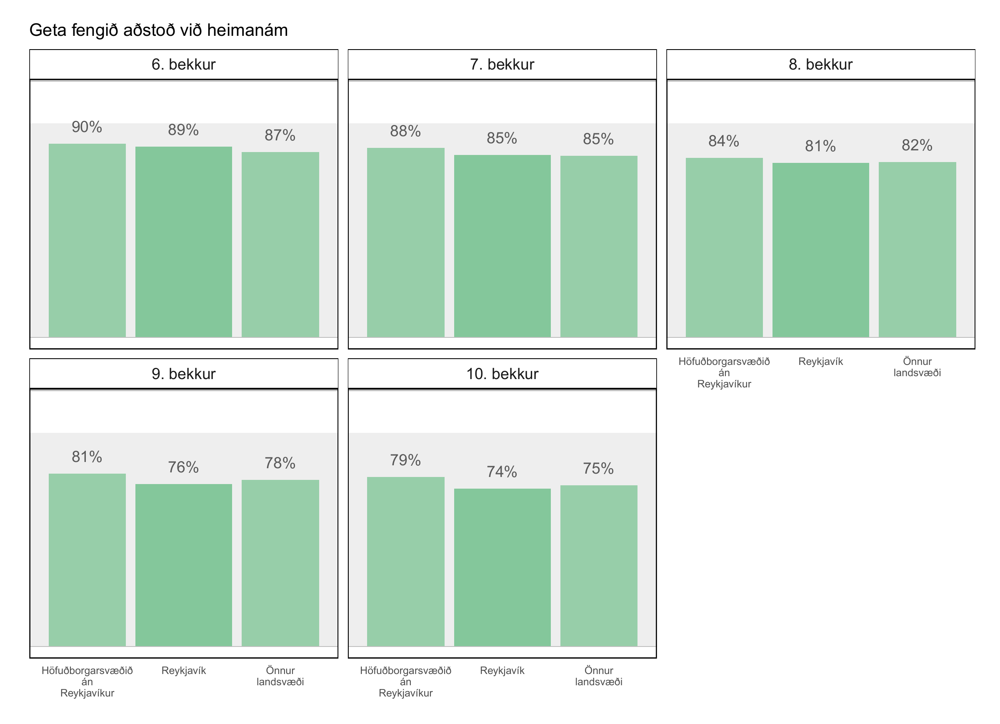 Geta fengið aðstoð við heimanám
6. bekkur
90%
89%
87%
7. bekkur
88%
85%
85%
8. bekkur
84%
81%
82%
Höfuðborgarsvæðið
án
Reykjavíkur
Reykjavík
Önnur
landsvæði
9. bekkur
81%
76%
78%
Höfuðborgarsvæðið
án
Reykjavíkur
Reykjavík
Önnur
landsvæði
10. bekkur
79%
74%
75%
Höfuðborgarsvæðið
án
Reykjavíkur
Reykjavík
Önnur
landsvæði